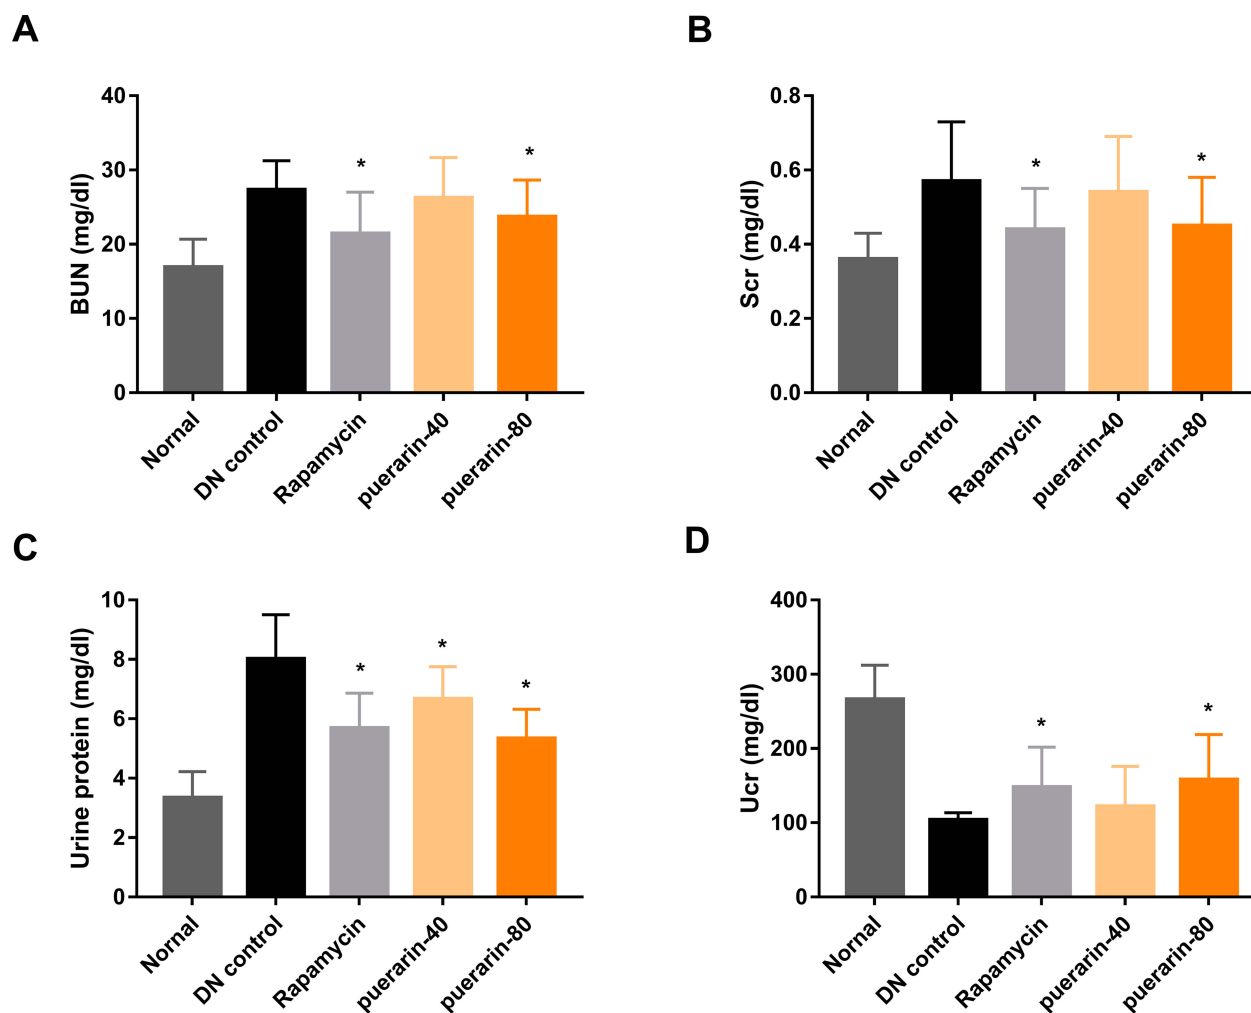 A
BUN (mg/dl)
40
30
20
10
0
*
*
Nornal
DN control
Rapamycin
puerarin-40
puerarin-80
B
Scr (mg/dl)
0.8
0.6
0.4
0.2
0.0
*
*
Nornal
DN control
Rapamycin
puerarin-40
puerarin-80
C
Urine protein (mg/dl)
10
8
6
4
2
0
*
*
*
Nornal
DN control
Rapamycin
puerarin-40
puerarin-80
D
Ucr (mg/dl)
400
300
200
100
0
*
*
Nornal
DN control
Rapamycin
puerarin-40
puerarin-80